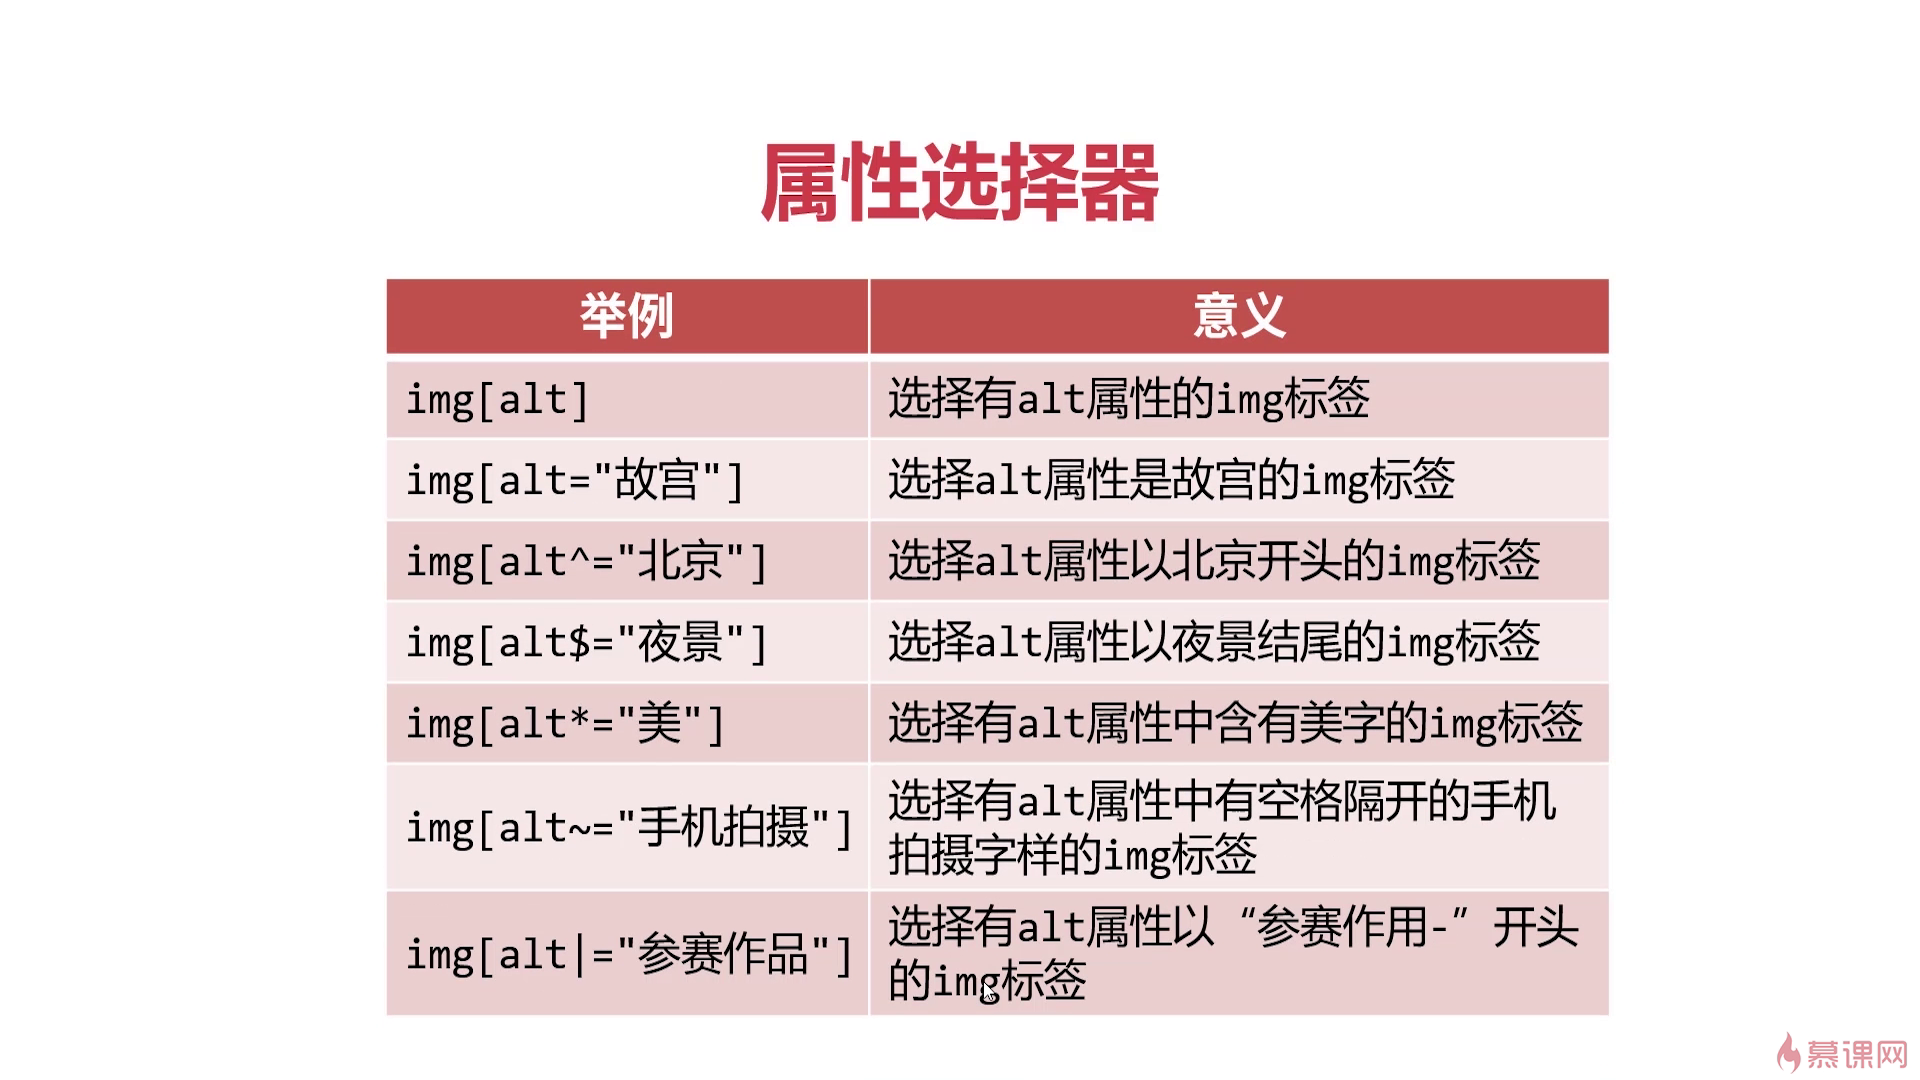 属性选择器
举例 意义
img[alt] 选择有alt属性的img标签
img[alt="故宫"] 选择alt属性是故宫的img标签
img[alt^="北京"] 选择alt属性以北京开头的img标签
img[alt$="夜景"] 选择alt属性以夜景结尾的img标签
img[alt*="美"] 选择有alt属性中含有美字的img标签
img[alt~="手机拍摄"] 选择有alt属性中有空格隔开的手机
拍摄字样的img标签
img[alt|="参赛作品"] 选择有alt属性以“参赛作用-”开头
的img标签
慕课网